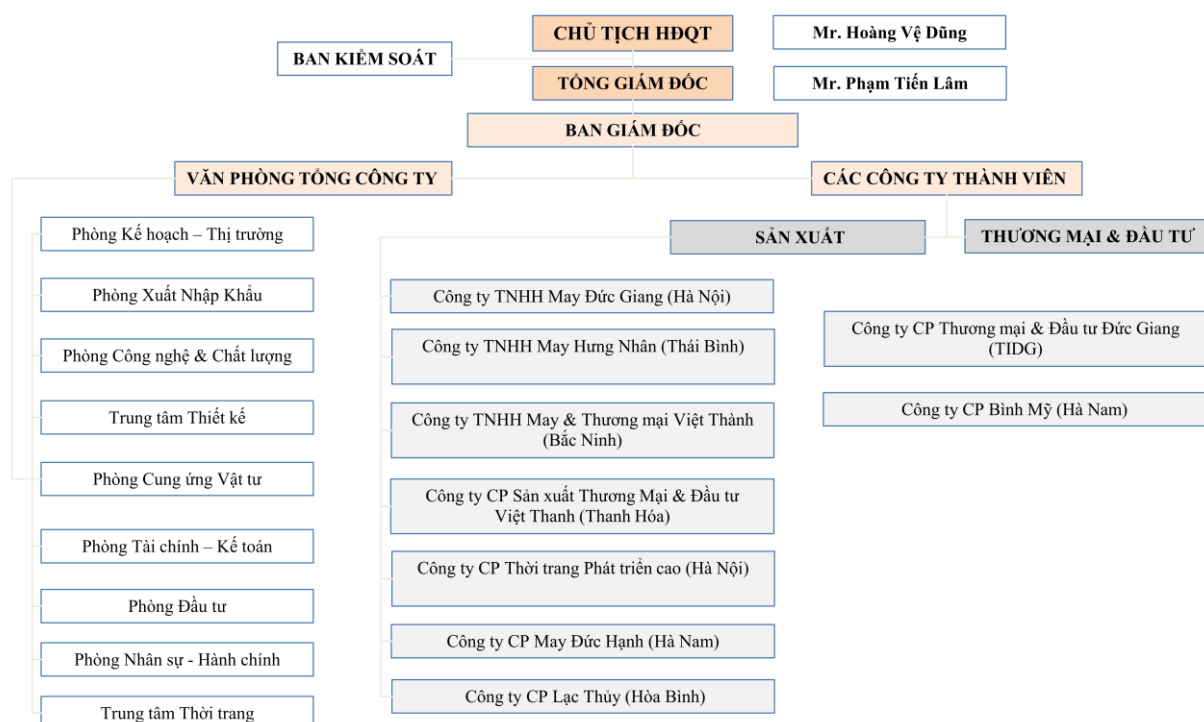 CHỦ TỊCH HĐQT
Mr. Hoàng Vệ Dũng
BAN KIỂM SOÁT
TỔNG GIÁM ĐỐC
Mr. Phạm Tiến Lâm
BAN GIÁM ĐỐC
VĂN PHÒNG TỔNG CÔNG TY
CÁC CÔNG TY THÀNH VIÊN
Phòng Kế hoạch – Thị trường
Phòng Xuất Nhập Khẩu
Phòng Công nghệ & Chất lượng
Trung tâm Thiết kế
Phòng Cung ứng Vật tư
Phòng Tài chính – Kế toán
Phòng Đầu tư
Phòng Nhân sự - Hành chính
Trung tâm Thời trang
SẢN XUẤT
Công ty TNHH May Đức Giang (Hà Nội)
Công ty TNHH May Hưng Nhân (Thái Bình)
Công ty TNHH May & Thương mại Việt Thành
(Bắc Ninh)
Công ty CP Sản xuất Thương Mại & Đầu tư
Việt Thanh (Thanh Hóa)
Công ty CP Thời trang Phát triển cao (Hà Nội)
Công ty CP May Đức Hạnh (Hà Nam)
Công ty CP Lạc Thủy (Hòa Bình)
THƯƠNG MẠI & ĐẦU TƯ
Công ty CP Thương mại & Đầu tư Đức Giang
(TIDG)
Công ty CP Bình Mỹ (Hà Nam)